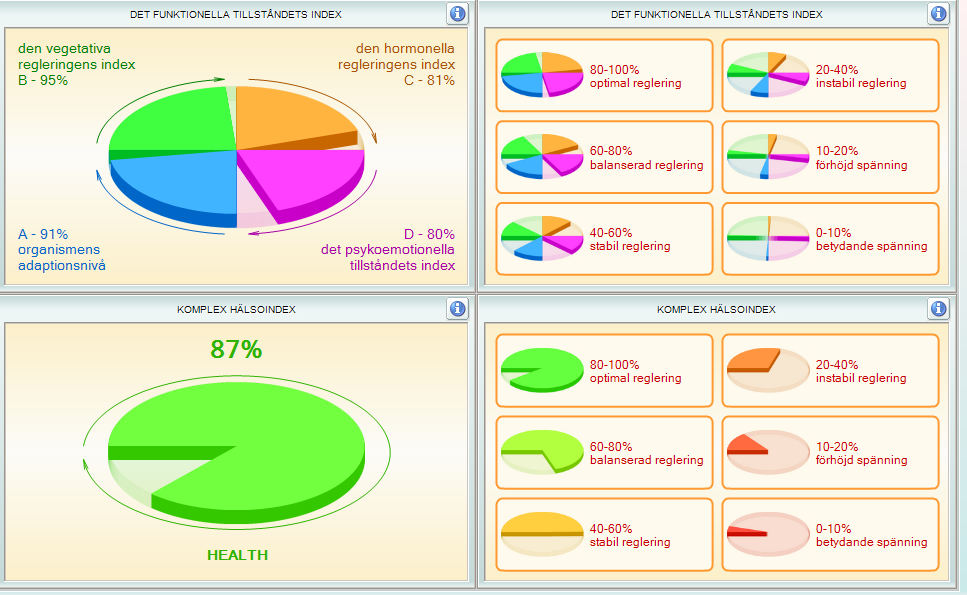 DET FUNKTIONELLA TILLSTÅNDETS INDEX
den vegetativa
regleringens index
B - 95%
den hormonella
regleringens index
C - 81%
A - 91%
organismens
adaptionsnivå
D - 80%
det psykoemotionella
tillståndets index
DET FUNKTIONELLA TILLSTÅNDETS INDEX
80-100%
optimal reglering
20-40%
instabil reglering
60-80%
balanserad reglering
10-20%
förhöjd spänning
40-60%
stabil reglering
0-10%
betydande spänning
KOMPLEX HÄLSOINDEX
87%
HEALTH
KOMPLEX HÄLSOINDEX
80-100%
optimal reglering
20-40%
instabil reglering
60-80%
balanserad reglering
10-20%
förhöjd spänning
40-60%
stabil reglering
0-10%
betydande spänning